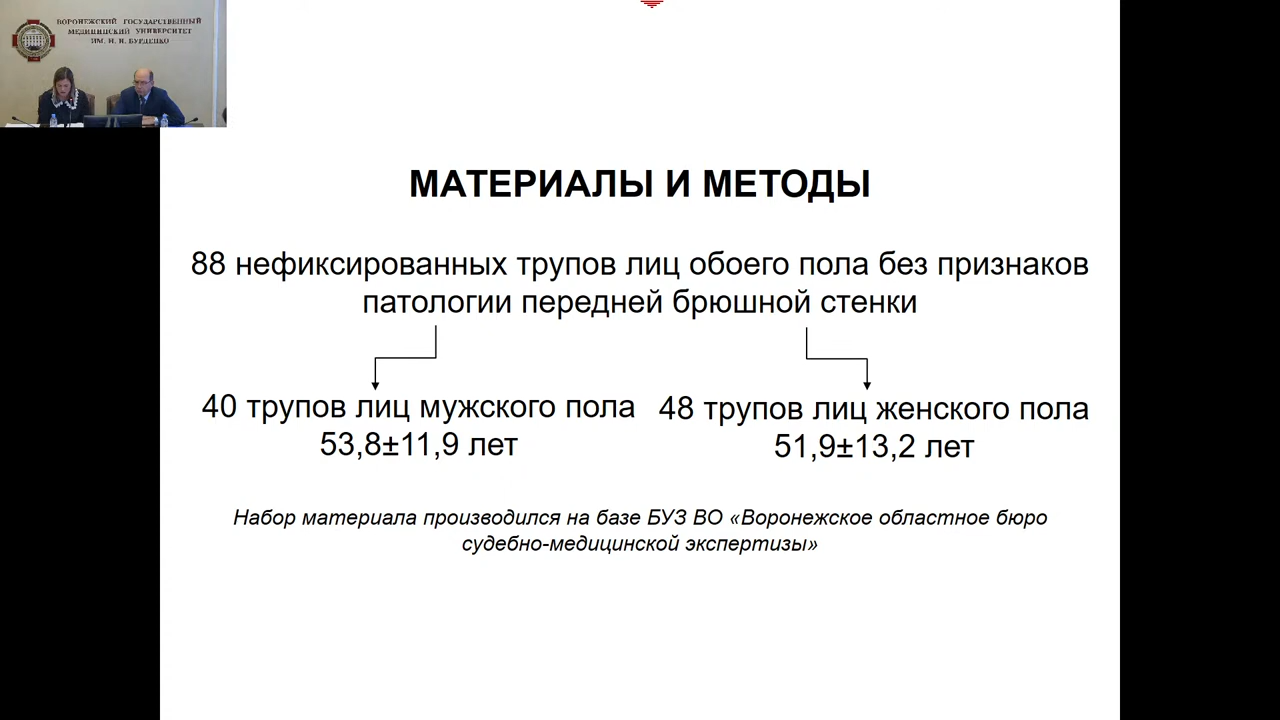 ВОРОНЕЖСКИЙ ГОСУДАРСТВЕННЫЙ
МЕДИЦИНСКИЙ УНИВЕРСИТЕТ
ИМ. Н. Н. БУРДЕНКО
МАТЕРИАЛЫ И МЕТОДЫ
88 нефиксированных трупов лиц обоего пола без признаков
патологии передней брюшной стенки
40 трупов лиц мужского пола
53,8±11,9 лет
48 трупов лиц женского пола
51,9±13,2 лет
Набор материала производился на базе БУЗ ВО «Воронежское областное бюро
судебно-медицинской экспертизы»